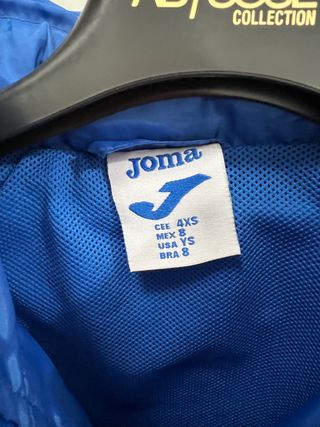 COLLECTION
Joma
CEE 4XS
MEX 8
USA YS
BRA 8